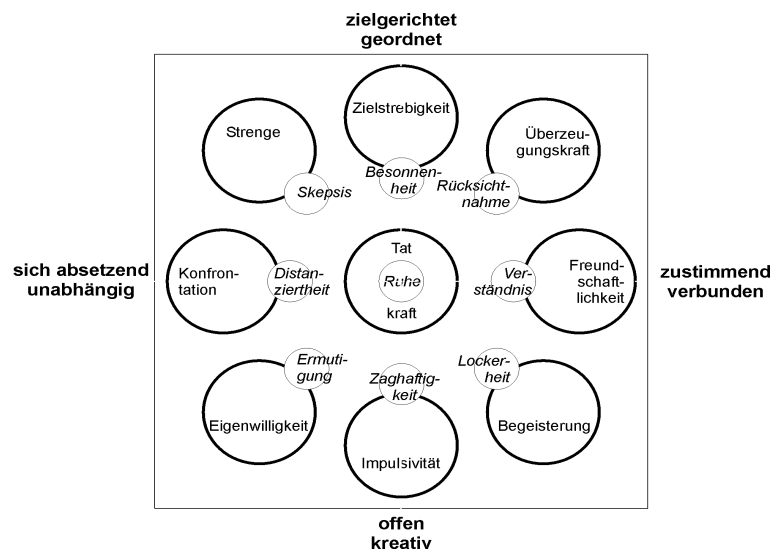 zielgerichtet
geordnet
Zielstrebigkeit
Strenge
Überzeu-
gungskraft
Besonnen-
heit
Skepsis
Rücksicht-
nahme
sich absetzend
unabhängig
Konfron-
tation
Distan-
ziertheit
Tat
Ruhe
kraft
Ver-
ständnis
Freund-
schaft-
lichkeit
zustimmend
verbunden
Ermuti-
gung
Zaghaftig-
keit
Locker-
heit
Eigenwilligkeit
Begeisterung
Impulsivität
offen
kreativ